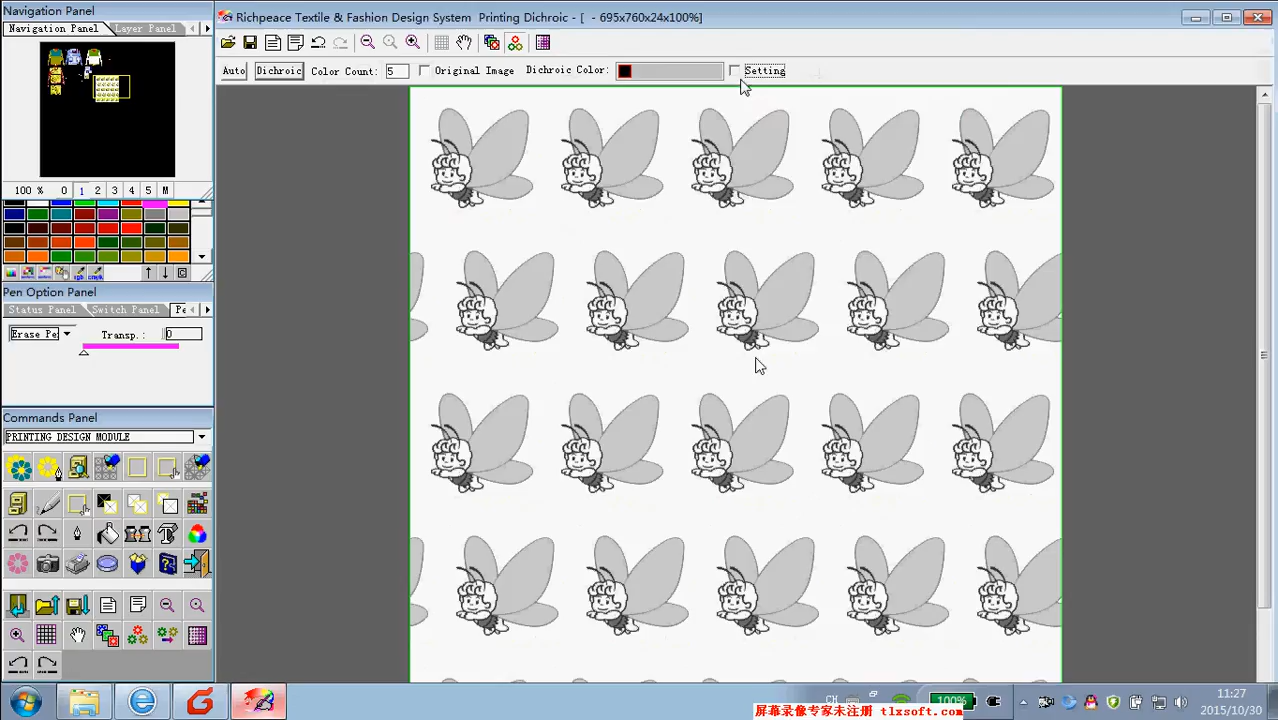 Navigation Panel
Navigation Panel Layer Panel
100 % 0 1 2 3 4 5 M
Pen Option Panel
Status Panel Switch Panel Pe
Erase Pe Transp.: 0
Commands Panel
PRINTING DESIGN MODULE
Richpeace Textile & Fashion Design System Printing Dichroic - [ - 695x760x24x100%]
Auto Dichroic Color Count: 5 Original Image Dichroic Color: Setting
CH 100% 11:27
2015/10/30
屏幕录像专家未注册 tlxsoft.com